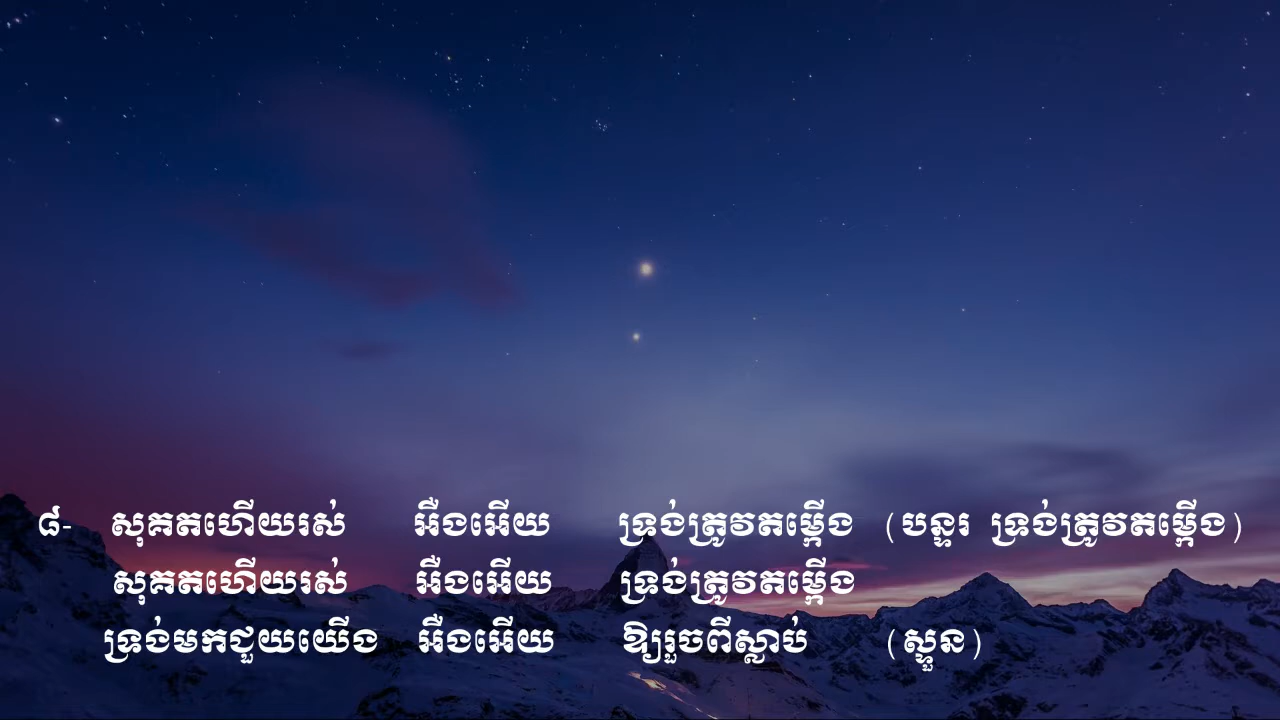 ៨- សុគតហើយរស់ អឺងអើយ ទ្រង់ត្រូវតម្កើង (បន្ទរ ទ្រង់ត្រូវតម្កើង)
សុគតហើយរស់ អឺងអើយ ទ្រង់ត្រូវតម្កើង
ទ្រង់មកជួយយើង អឺងអើយ ឱ្យរួចពីស្លាប់ (ស្ទួន)